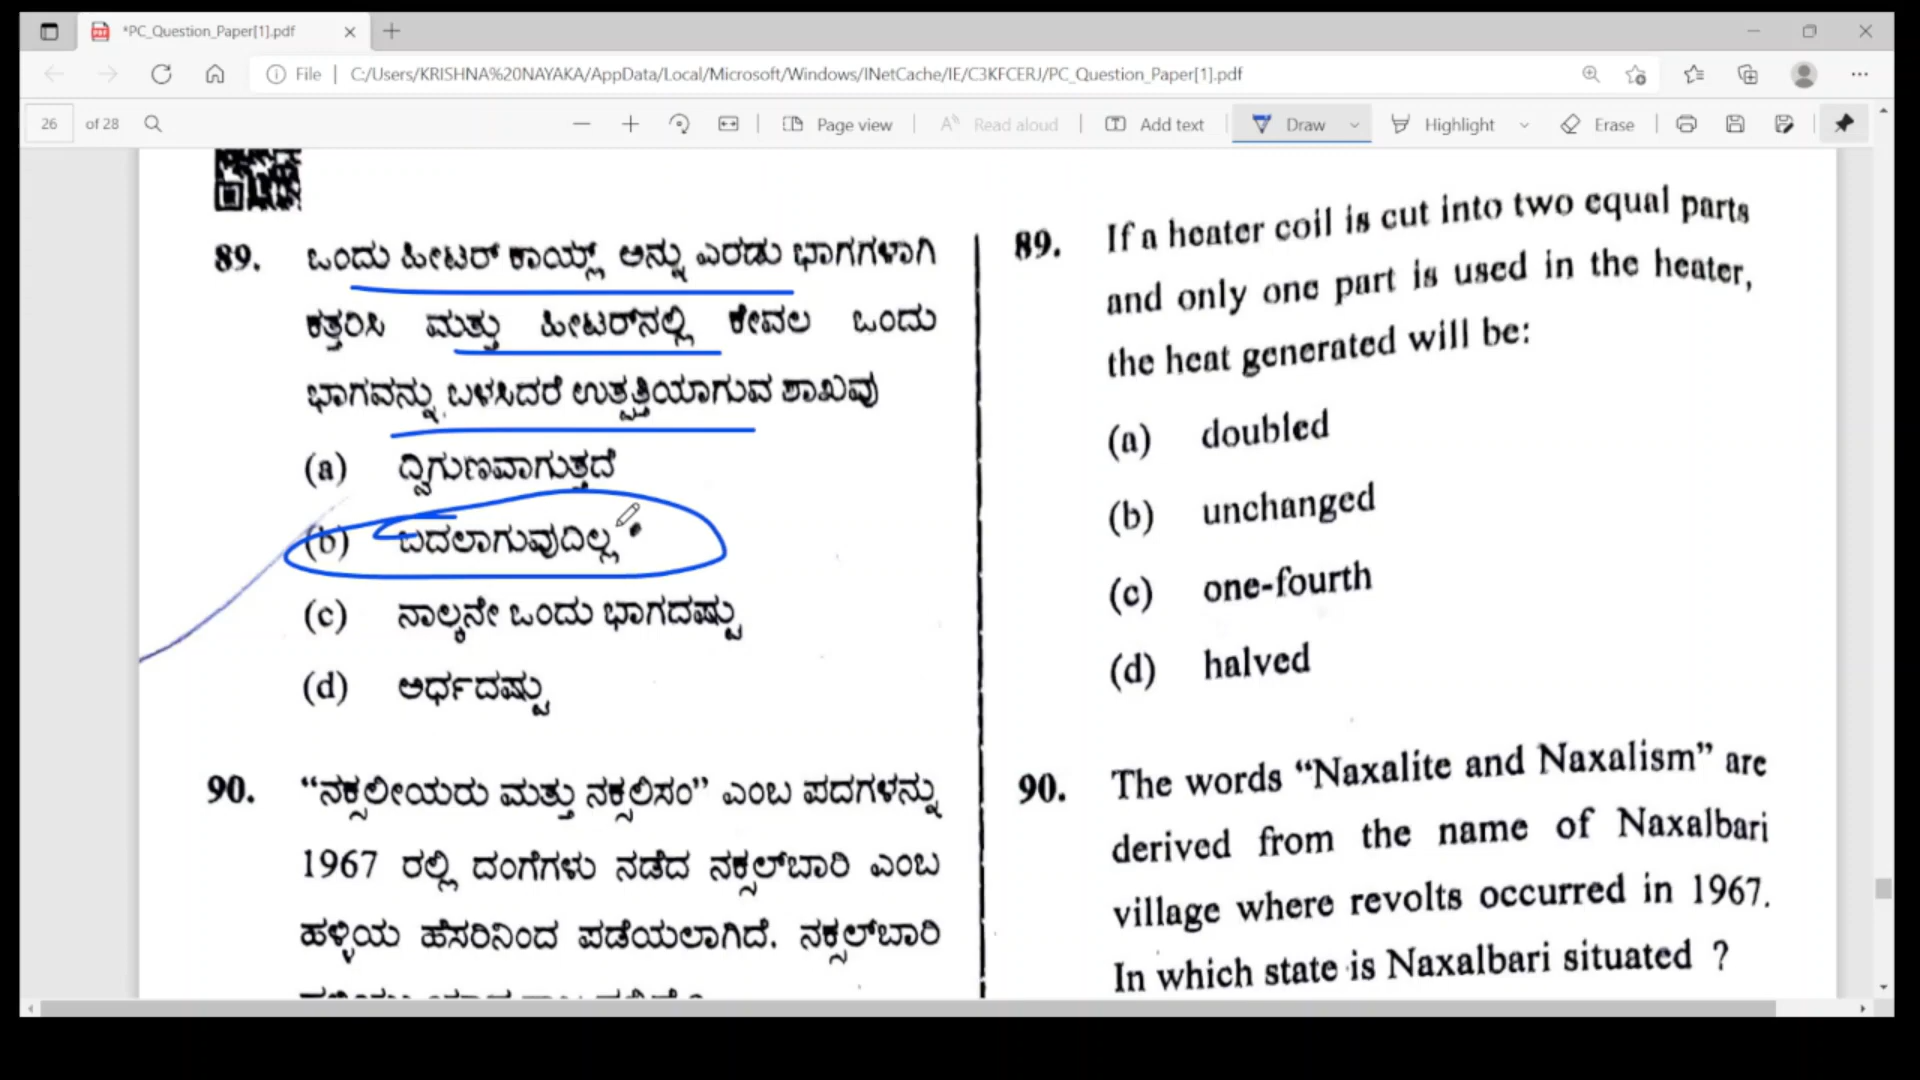 *PC_Question_Paper[1].pdf
File | C:/Users/KRISHNA%20NAYAKA/AppData/Local/Microsoft/Windows/INetCache/IE/C3KFCERJ/PC_Question_Paper[1].pdf
26 of 28 Page view Read aloud Add text Draw Highlight Erase
89. ಒಂದು ಹೀಟರ್ ಕಾಯ್ಲ್ ಅನ್ನು ಎರಡು ಭಾಗಗಳಾಗಿ
ಕತ್ತರಿಸಿ ಮತ್ತು ಹೀಟರ್‌ನಲ್ಲಿ ಕೇವಲ ಒಂದು
ಭಾಗವನ್ನು ಬಳಸಿದರೆ ಉತ್ಪತ್ತಿಯಾಗುವ ಶಾಖವು
(a) ದ್ವಿಗುಣವಾಗುತ್ತದೆ
(b) ಬದಲಾಗುವುದಿಲ್ಲ
(c) ನಾಲ್ಕನೇ ಒಂದು ಭಾಗದಷ್ಟು
(d) ಅರ್ಧದಷ್ಟು
90. “ನಕ್ಸಲೀಯರು ಮತ್ತು ನಕ್ಸಲಿಸಂ” ಎಂಬ ಪದಗಳನ್ನು
1967 ರಲ್ಲಿ ದಂಗೆಗಳು ನಡೆದ ನಕ್ಸಲ್‌ಬಾರಿ ಎಂಬ
ಹಳ್ಳಿಯ ಹೆಸರಿನಿಂದ ಪಡೆಯಲಾಗಿದೆ. ನಕ್ಸಲ್‌ಬಾರಿ
89. If a heater coil is cut into two equal parts
and only one part is used in the heater,
the heat generated will be:
(a) doubled
(b) unchanged
(c) one-fourth
(d) halved
90. The words “Naxalite and Naxalism” are
derived from the name of Naxalbari
village where revolts occurred in 1967.
In which state is Naxalbari situated ?